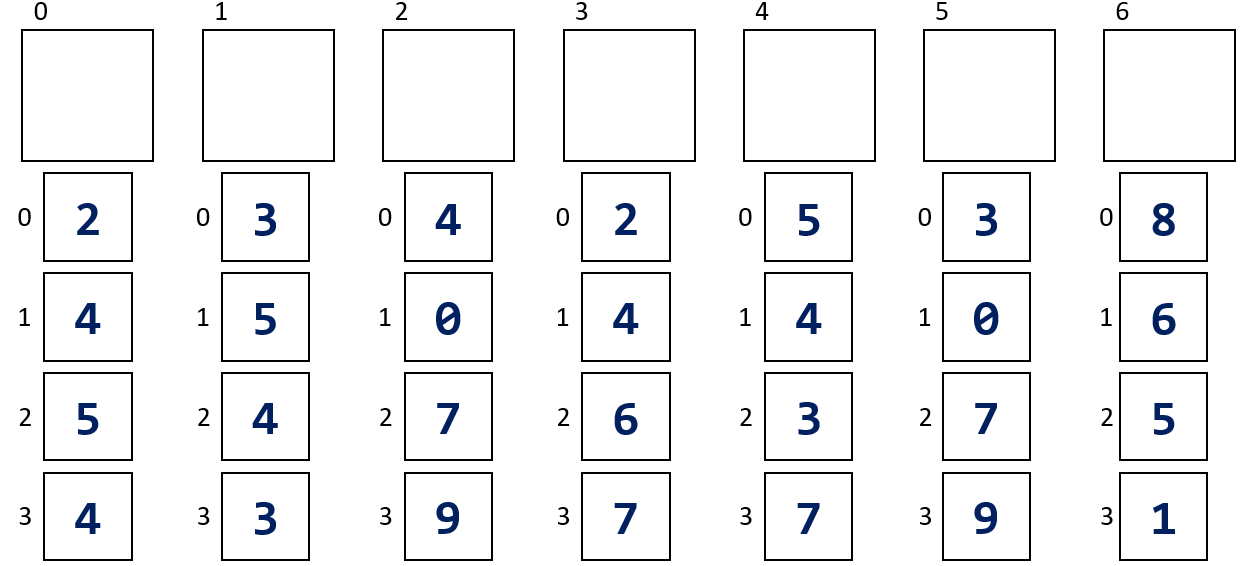 0 1 2 3 4 5 6
0 2 0 3 0 4 0 2 0 5 0 3 0 8
1 4 1 5 1 0 1 4 1 4 1 0 1 6
2 5 2 4 2 7 2 6 2 3 2 7 2 5
3 4 3 3 3 9 3 7 3 7 3 9 3 1